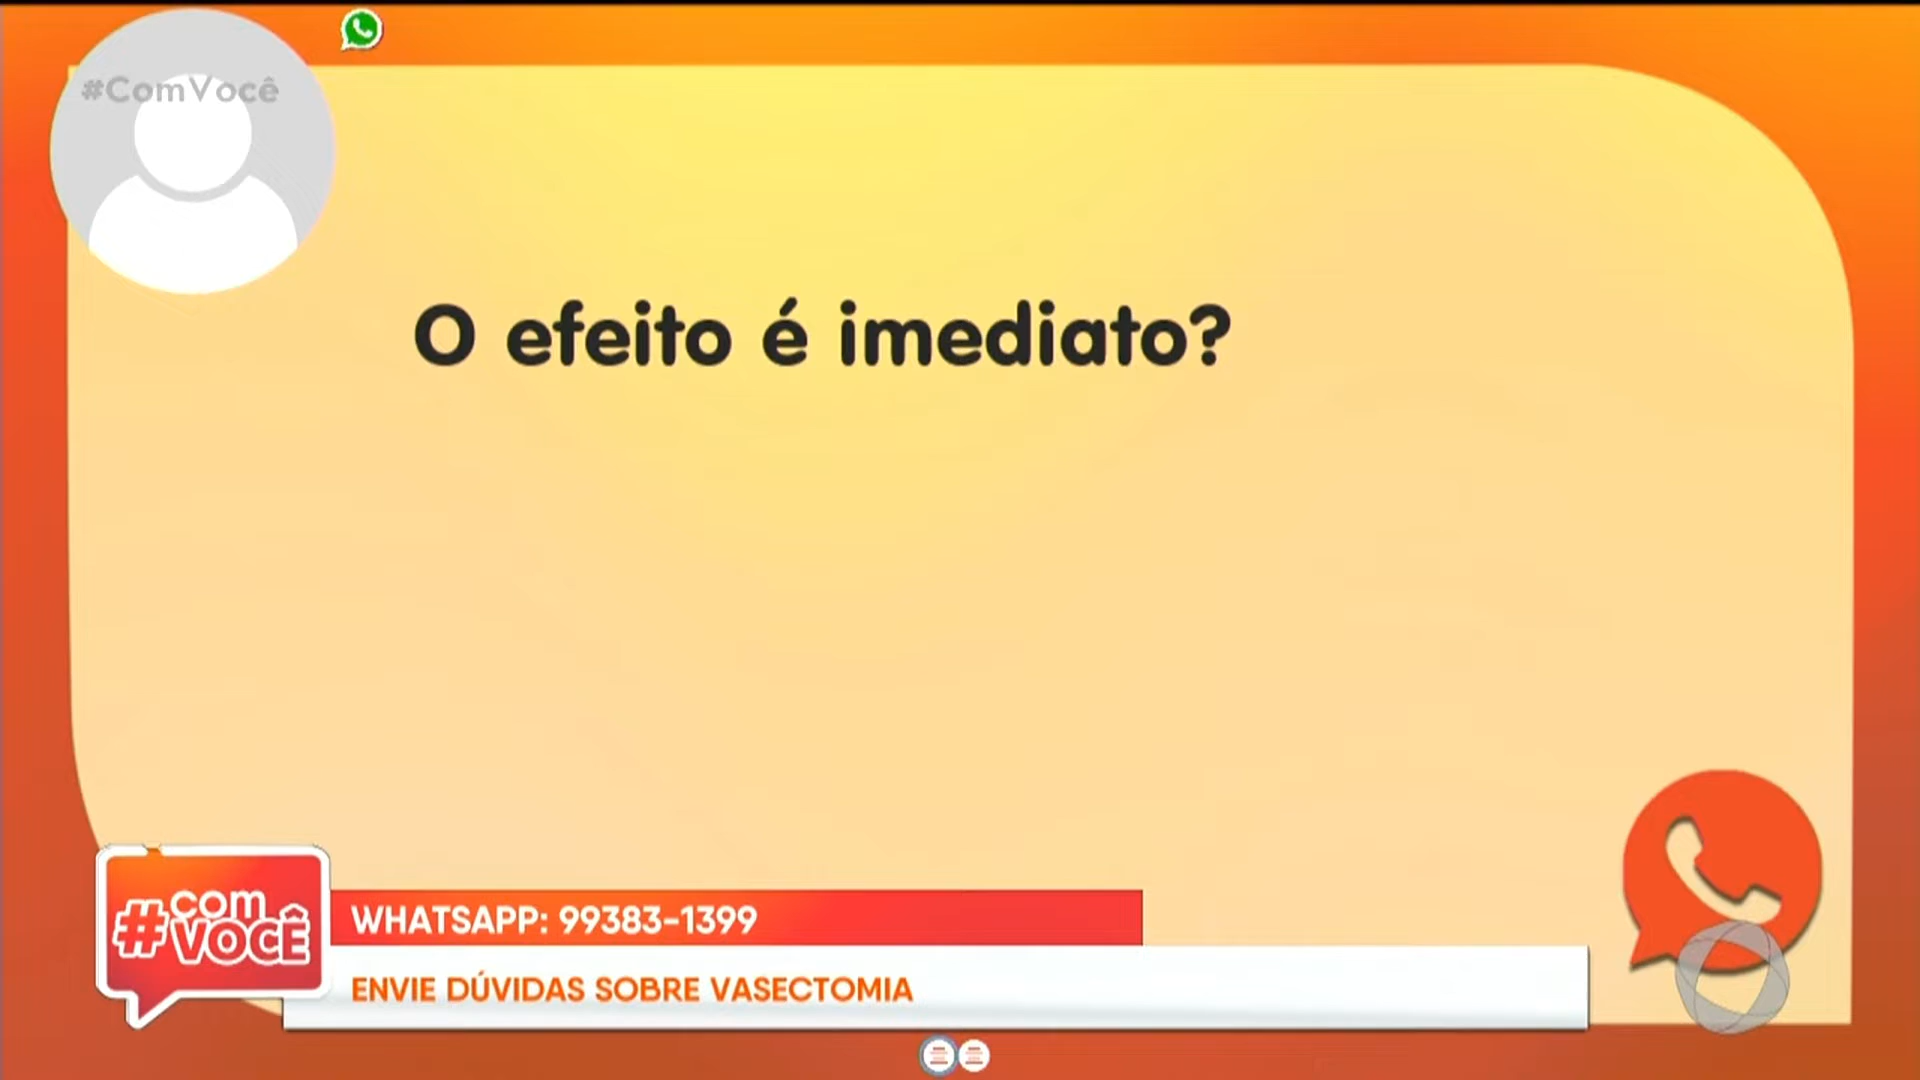 #ComVocê
O efeito é imediato?
#com
VOCÊ
WHATSAPP: 99383-1399
ENVIE DÚVIDAS SOBRE VASECTOMIA